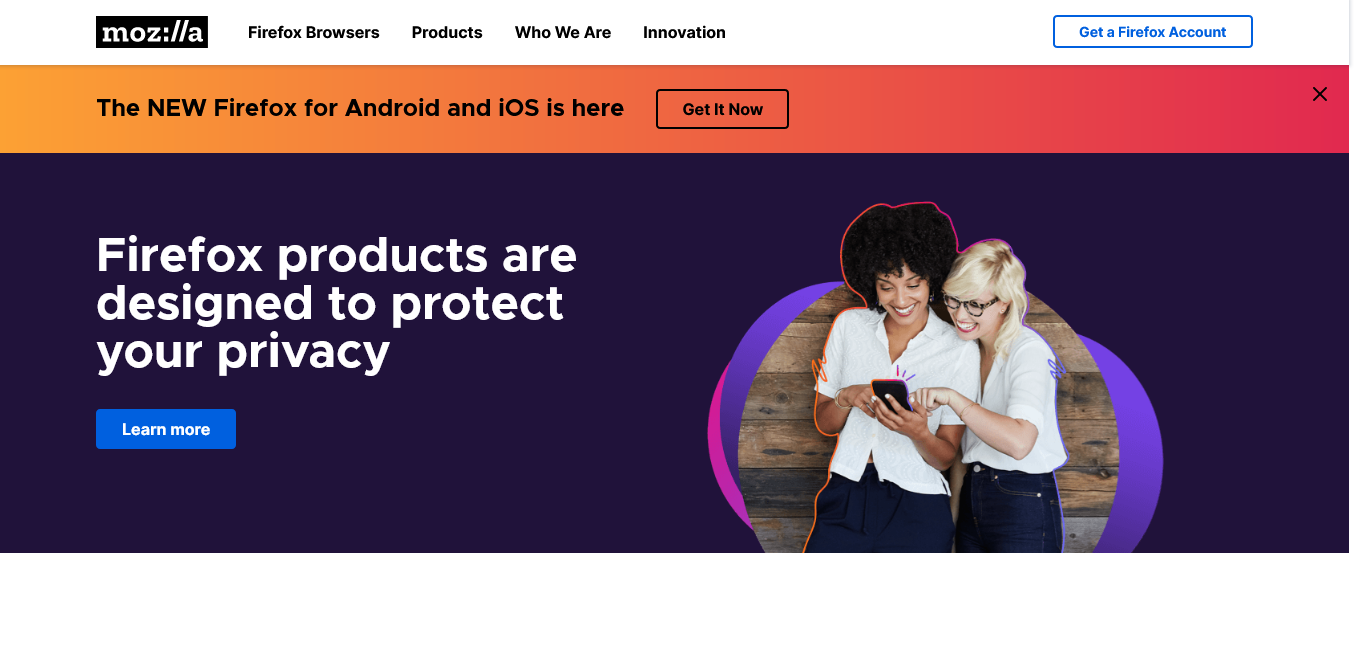 moz://a
Firefox Browsers
Products
Who We Are
Innovation
Get a Firefox Account
The NEW Firefox for Android and iOS is here
Get It Now
Firefox products are
designed to protect
your privacy
Learn more